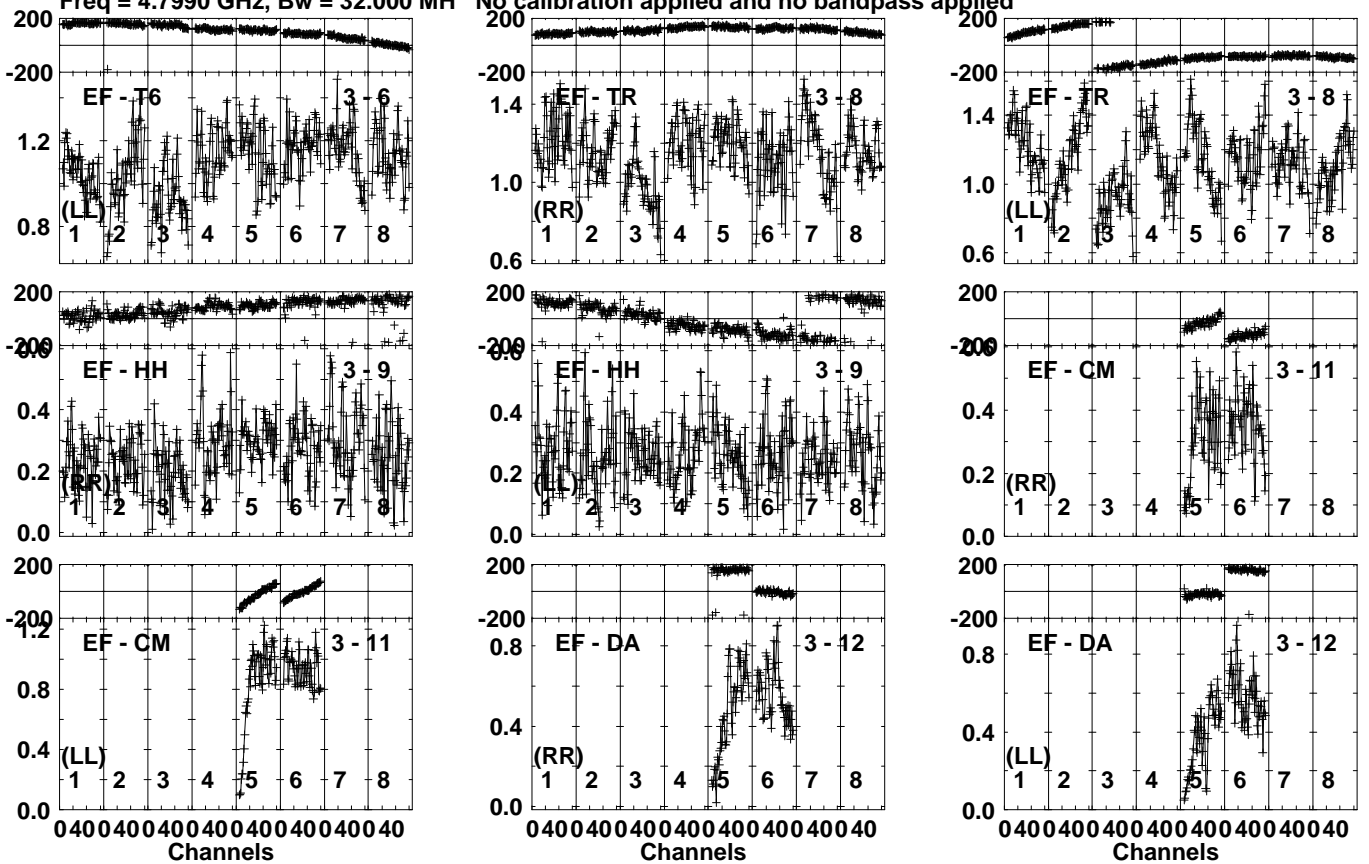 Freq = 4.7990 GHz, Bw = 32.000 MH No calibration applied and no bandpass applied
200 200 200
-200 -200 -200
EF - T6 3 - 6 EF - TR 3 - 8 EF - TR 3 - 8
1.2 1.4 1.4
0.8 1.0 1.0
0.6 0.6
(LL) (RR) (LL)
1 2 3 4 5 6 7 8 1 2 3 4 5 6 7 8 1 2 3 4 5 6 7 8
200 200 200
-200 -200 -200
0.6 0.6 0.6
EF - HH 3 - 9 EF - HH 3 - 9 EF - CM 3 - 11
0.4 0.4 0.4
0.2 0.2 0.2
0.0 0.0 0.0
(RR) (LL) (RR)
1 2 3 4 5 6 7 8 1 2 3 4 5 6 7 8 1 2 3 4 5 6 7 8
200 200 200
-200 -200 -200
1.2
EF - CM 3 - 11 EF - DA 3 - 12 EF - DA 3 - 12
0.8 0.8 0.8
0.4 0.4 0.4
0.0 0.0 0.0
(LL) (RR) (LL)
1 2 3 4 5 6 7 8 1 2 3 4 5 6 7 8 1 2 3 4 5 6 7 8
0 40 0 40 0 40 0 40 0 40 0 40 0 40 0 40 0 40 0 40 0 40 0 40 0 40 0 40 0 40 0 40 0 40 0 40 0 40 0 40 0 40 0 40 0 40 0 40
Channels Channels Channels